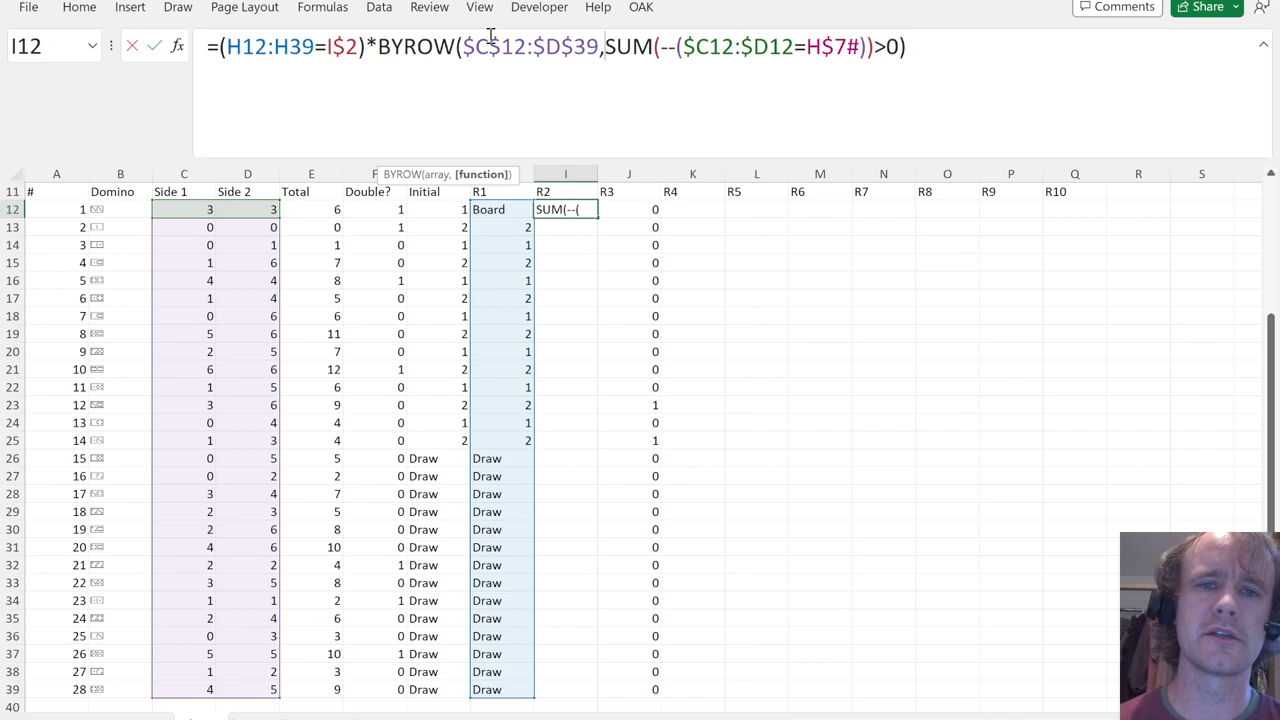 File Home Insert Draw Page Layout Formulas Data Review View Developer Help OAK Comments Share
I12 =(H12:H39=I$2)*BYROW($C$12:$D$39,SUM(--($C12:$D12=H$7#))>0)
BYROW(array, [function])
A B C D E F I J K L M N O P Q R S
11 # Domino Side 1 Side 2 Total Double? Initial R1 R2 R3 R4 R5 R6 R7 R8 R9 R10
12 1 3 3 6 1 1 Board SUM(--( 0
13 2 0 0 0 1 2 2 0
14 3 0 1 1 0 1 1 0
15 4 1 6 7 0 2 2 0
16 5 4 4 8 1 1 1 0
17 6 1 4 5 0 2 2 0
18 7 0 6 6 0 1 1 0
19 8 5 6 11 0 2 2 0
20 9 2 5 7 0 1 1 0
21 10 6 6 12 1 2 2 0
22 11 1 5 6 0 1 1 0
23 12 3 6 9 0 2 2 1
24 13 0 4 4 0 1 1 0
25 14 1 3 4 0 2 2 1
26 15 0 5 5 0 Draw Draw 0
27 16 0 2 2 0 Draw Draw 0
28 17 3 4 7 0 Draw Draw 0
29 18 2 3 5 0 Draw Draw 0
30 19 2 6 8 0 Draw Draw 0
31 20 4 6 10 0 Draw Draw 0
32 21 2 2 4 1 Draw Draw 0
33 22 3 5 8 0 Draw Draw 0
34 23 1 1 2 1 Draw Draw 0
35 24 2 4 6 0 Draw Draw 0
36 25 0 3 3 0 Draw Draw 0
37 26 5 5 10 1 Draw Draw 0
38 27 1 2 3 0 Draw Draw 0
39 28 4 5 9 0 Draw Draw 0
40